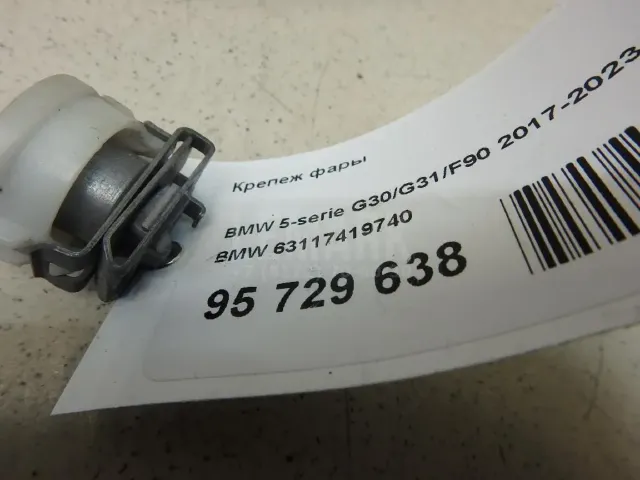 Крепеж фары
BMW 5-serie G30/G31/F90 2017-2023
BMW 63117419740
95 729 638